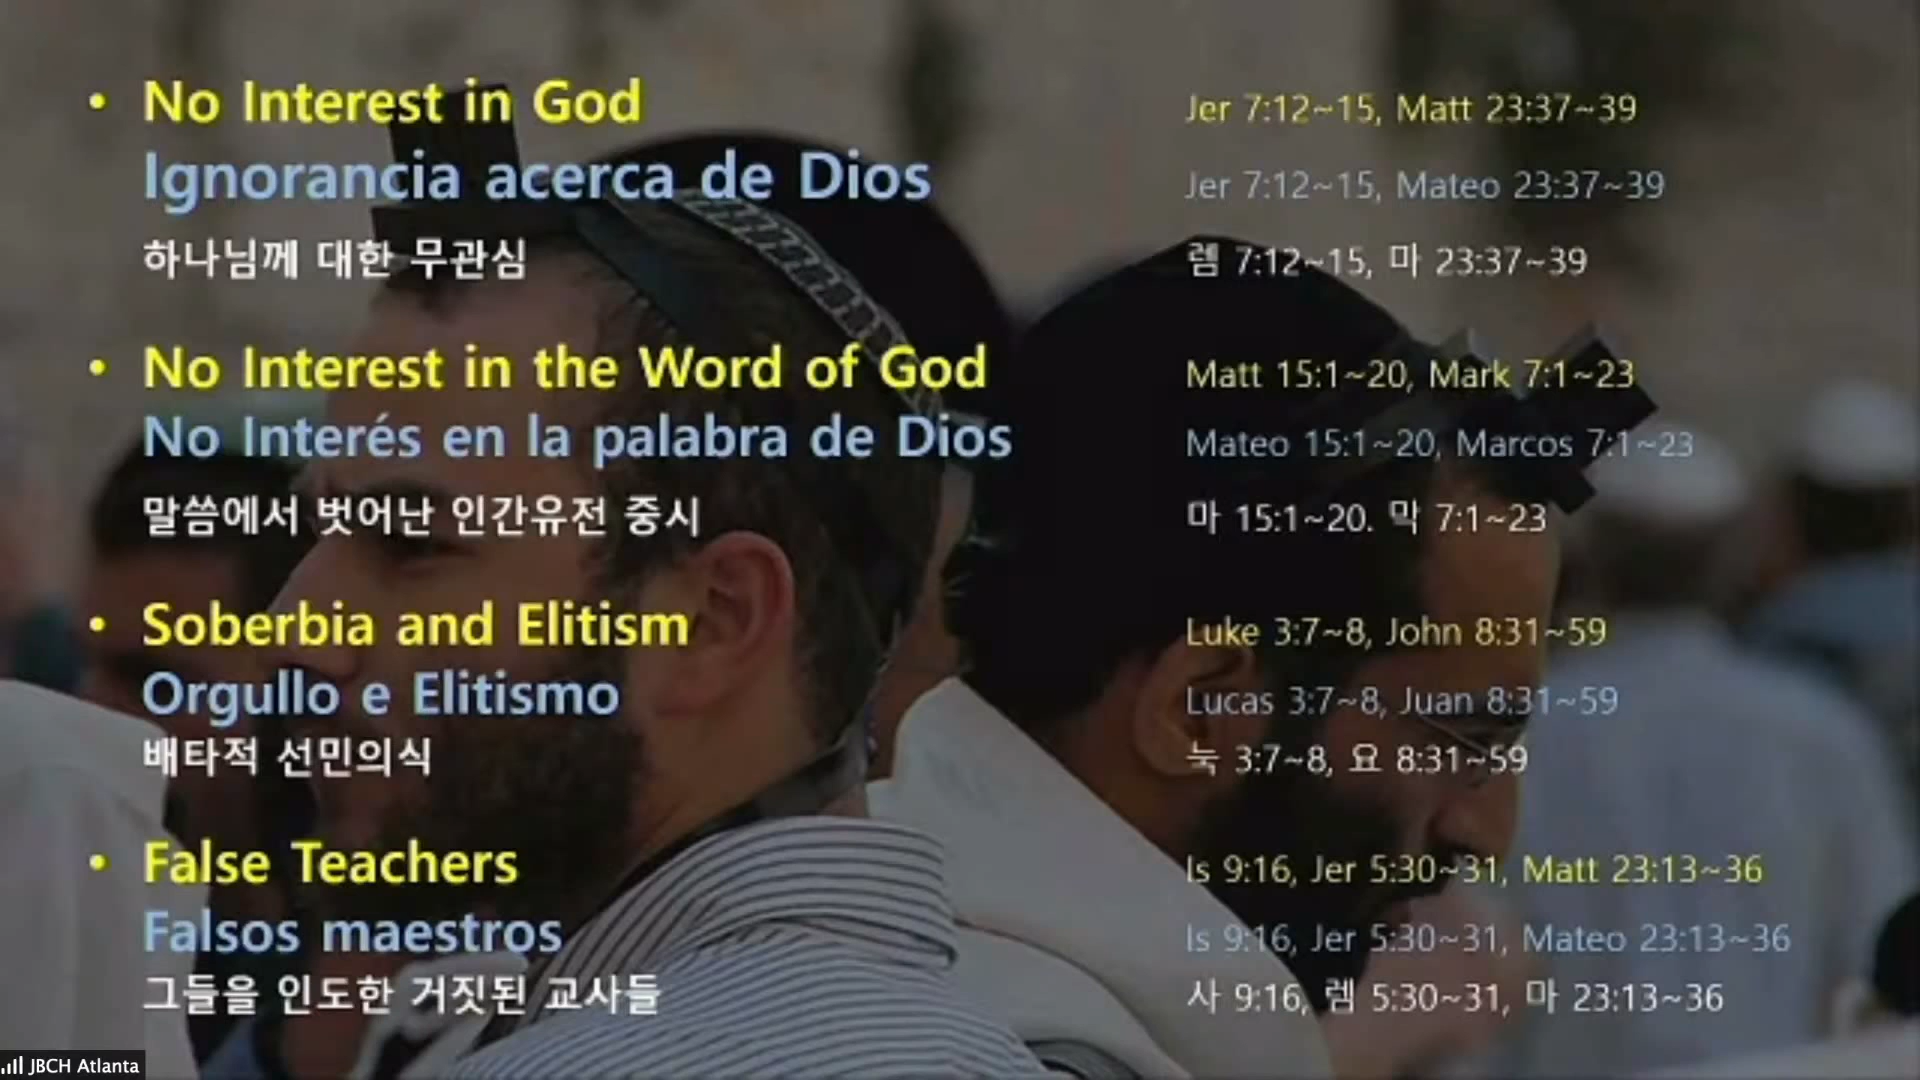 • No Interest in God
Jer 7:12~15, Matt 23:37~39
Ignorancia acerca de Dios
Jer 7:12~15, Mateo 23:37~39
하나님께 대한 무관심
렘 7:12~15, 마 23:37~39
• No Interest in the Word of God
Matt 15:1~20, Mark 7:1~23
No Interés en la palabra de Dios
Mateo 15:1~20, Marcos 7:1~23
말씀에서 벗어난 인간유전 중시
마 15:1~20. 막 7:1~23
• Soberbia and Elitism
Luke 3:7~8, John 8:31~59
Orgullo e Elitismo
Lucas 3:7~8, Juan 8:31~59
배타적 선민의식
눅 3:7~8, 요 8:31~59
• False Teachers
Is 9:16, Jer 5:30~31, Matt 23:13~36
Falsos maestros
Is 9:16, Jer 5:30~31, Mateo 23:13~36
그들을 인도한 거짓된 교사들
사 9:16, 렘 5:30~31, 마 23:13~36
JBCH Atlanta